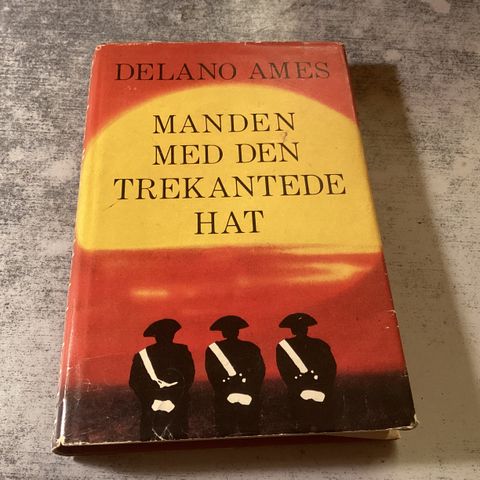 DELANO AMES
MANDEN
MED DEN
TREKANTEDE
HAT